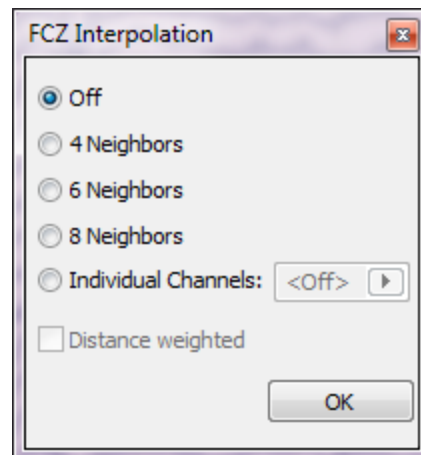 FCZ Interpolation
Off
4 Neighbors
6 Neighbors
8 Neighbors
Individual Channels: <Off>
Distance weighted
OK